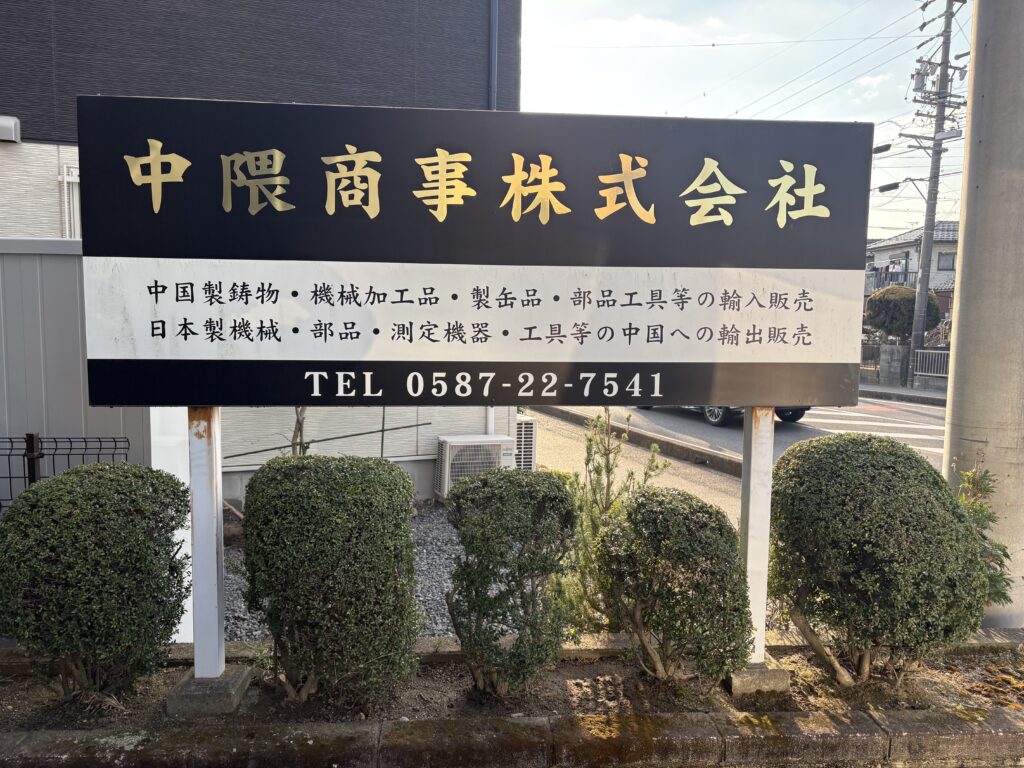 中隈商事株式会社
中国製鋳物・機械加工品・製缶品・部品工具等の輸入販売
日本製機械・部品・測定機器・工具等の中国への輸出販売
TEL 0587-22-7541